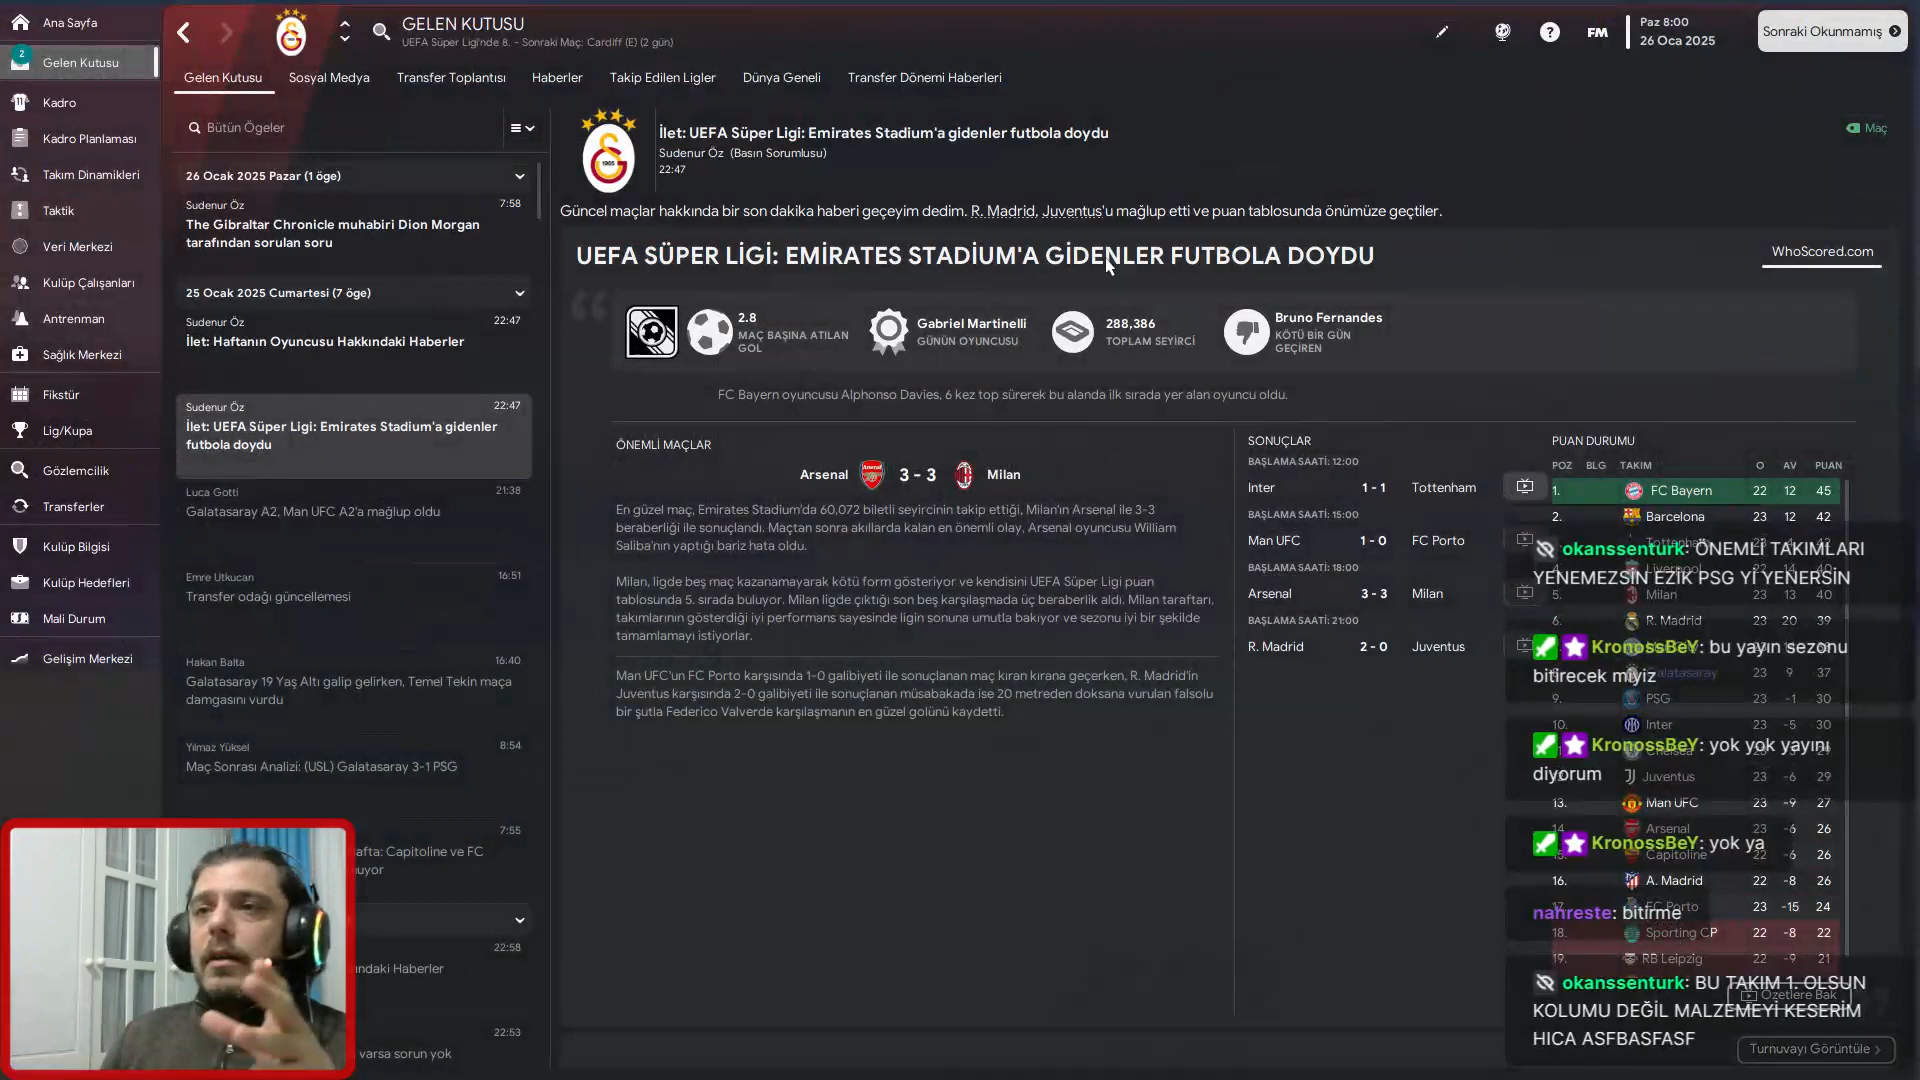 Ana Sayfa
2
Gelen Kutusu
Kadro
Kadro Planlaması
Takım Dinamikleri
Taktik
Veri Merkezi
Kulüp Çalışanları
Antrenman
Sağlık Merkezi
Fikstür
Lig/Kupa
Gözlemcilik
Transferler
Kulüp Bilgisi
Kulüp Hedefleri
Mali Durum
Gelişim Merkezi
GELEN KUTUSU
UEFA Süper Ligi'nde 8. - Sonraki Maç: Cardiff (E) (2 gün)
FM
Paz 8:00
26 Oca 2025
Sonraki Okunmamış
Gelen Kutusu
Sosyal Medya
Transfer Toplantısı
Haberler
Takip Edilen Ligler
Dünya Geneli
Transfer Dönemi Haberleri
Bütün Ögeler
26 Ocak 2025 Pazar (1 öge)
Sudenur Öz 7:58
The Gibraltar Chronicle muhabiri Dion Morgan
tarafından sorulan soru
25 Ocak 2025 Cumartesi (7 öge)
Sudenur Öz 22:47
İlet: Haftanın Oyuncusu Hakkındaki Haberler
Sudenur Öz 22:47
İlet: UEFA Süper Ligi: Emirates Stadium'a gidenler
futbola doydu
Luca Gotti 21:38
Galatasaray A2, Man UFC A2'a mağlup oldu
Emre Utkucan 16:51
Transfer odağı güncellemesi
Hakan Balta 16:40
Galatasaray 19 Yaş Altı galip gelirken, Temel Tekin maça
damgasını vurdu
Yılmaz Yüksel 8:54
Maç Sonrası Analizi: (USL) Galatasaray 3-1 PSG
7:55
afta: Capitoline ve FC
uyor
22:58
ndaki Haberler
22:53
varsa sorun yok
İlet: UEFA Süper Ligi: Emirates Stadium'a gidenler futbola doydu
Sudenur Öz (Basın Sorumlusu)
22:47
Maç
Güncel maçlar hakkında bir son dakika haberi geçeyim dedim. R. Madrid, Juventus'u mağlup etti ve puan tablosunda önümüze geçtiler.
UEFA SÜPER LİGİ: EMİRATES STADİUM'A GİDENLER FUTBOLA DOYDU
WhoScored.com
2.8
MAÇ BAŞINA ATILAN
GOL
Gabriel Martinelli
GÜNÜN OYUNCUSU
288,386
TOPLAM SEYİRCİ
Bruno Fernandes
KÖTÜ BİR GÜN
GEÇİREN
FC Bayern oyuncusu Alphonso Davies, 6 kez top sürerek bu alanda ilk sırada yer alan oyuncu oldu.
ÖNEMLİ MAÇLAR
Arsenal 3 - 3 Milan
En güzel maç, Emirates Stadium'da 60,072 biletli seyircinin takip ettiği, Milan'ın Arsenal ile 3-3
beraberliği ile sonuçlandı. Maçtan sonra akıllarda kalan en önemli olay, Arsenal oyuncusu William
Saliba'nın yaptığı bariz hata oldu.
Milan, ligde beş maç kazanamayarak kötü form gösteriyor ve kendisini UEFA Süper Ligi puan
tablosunda 5. sırada buluyor. Milan ligde çıktığı son beş karşılaşmada üç beraberlik aldı. Milan taraftarı,
takımlarının gösterdiği iyi performans sayesinde ligin sonuna umutla bakıyor ve sezonu iyi bir şekilde
tamamlamayı istiyorlar.
Man UFC'un FC Porto karşısında 1-0 galibiyeti ile sonuçlanan maç kıran kırana geçerken, R. Madrid'in
Juventus karşısında 2-0 galibiyeti ile sonuçlanan müsabakada ise 20 metreden doksana vurulan falsolu
bir şutla Federico Valverde karşılaşmanın en güzel golünü kaydetti.
SONUÇLAR
BAŞLAMA SAATİ: 12:00
Inter 1 - 1 Tottenham
BAŞLAMA SAATİ: 15:00
Man UFC 1 - 0 FC Porto
BAŞLAMA SAATİ: 18:00
Arsenal 3 - 3 Milan
BAŞLAMA SAATİ: 21:00
R. Madrid 2 - 0 Juventus
PUAN DURUMU
POZ BLG TAKIM O AV PUAN
1. FC Bayern 22 12 45
2. Barcelona 23 12 42
Tottenham
okanssenturk: ÖNEMLİ TAKIMLARI
YENEMEZSİN EZİK PSG Yİ YENERSİN
Liverpool
5. Milan 23 13 40
6. R. Madrid 23 20 39
KronossBeY: bu yayın sezonu
bitirecek miyiz
Galatasaray 23 9 37
9. PSG 23 -1 30
10. Inter 23 -5 30
KronossBeY: yok yok yayını
diyorum
Chelsea
Juventus 23 -6 29
13. Man UFC 23 -9 27
14. Arsenal 23 -6 26
KronossBeY: yok ya
15. Capitoline 22 -6 26
16. A. Madrid 22 -8 26
17. FC Porto 23 -15 24
nahreste: bitirme
18. Sporting CP 22 -8 22
19. RB Leipzig 22 -9 21
okanssenturk: BU TAKIM 1. OLSUN
KOLUMU DEĞİL MALZEMEYİ KESERİM
HICA ASFBASFASF
Özetlere Bak
Turnuvayı Görüntüle